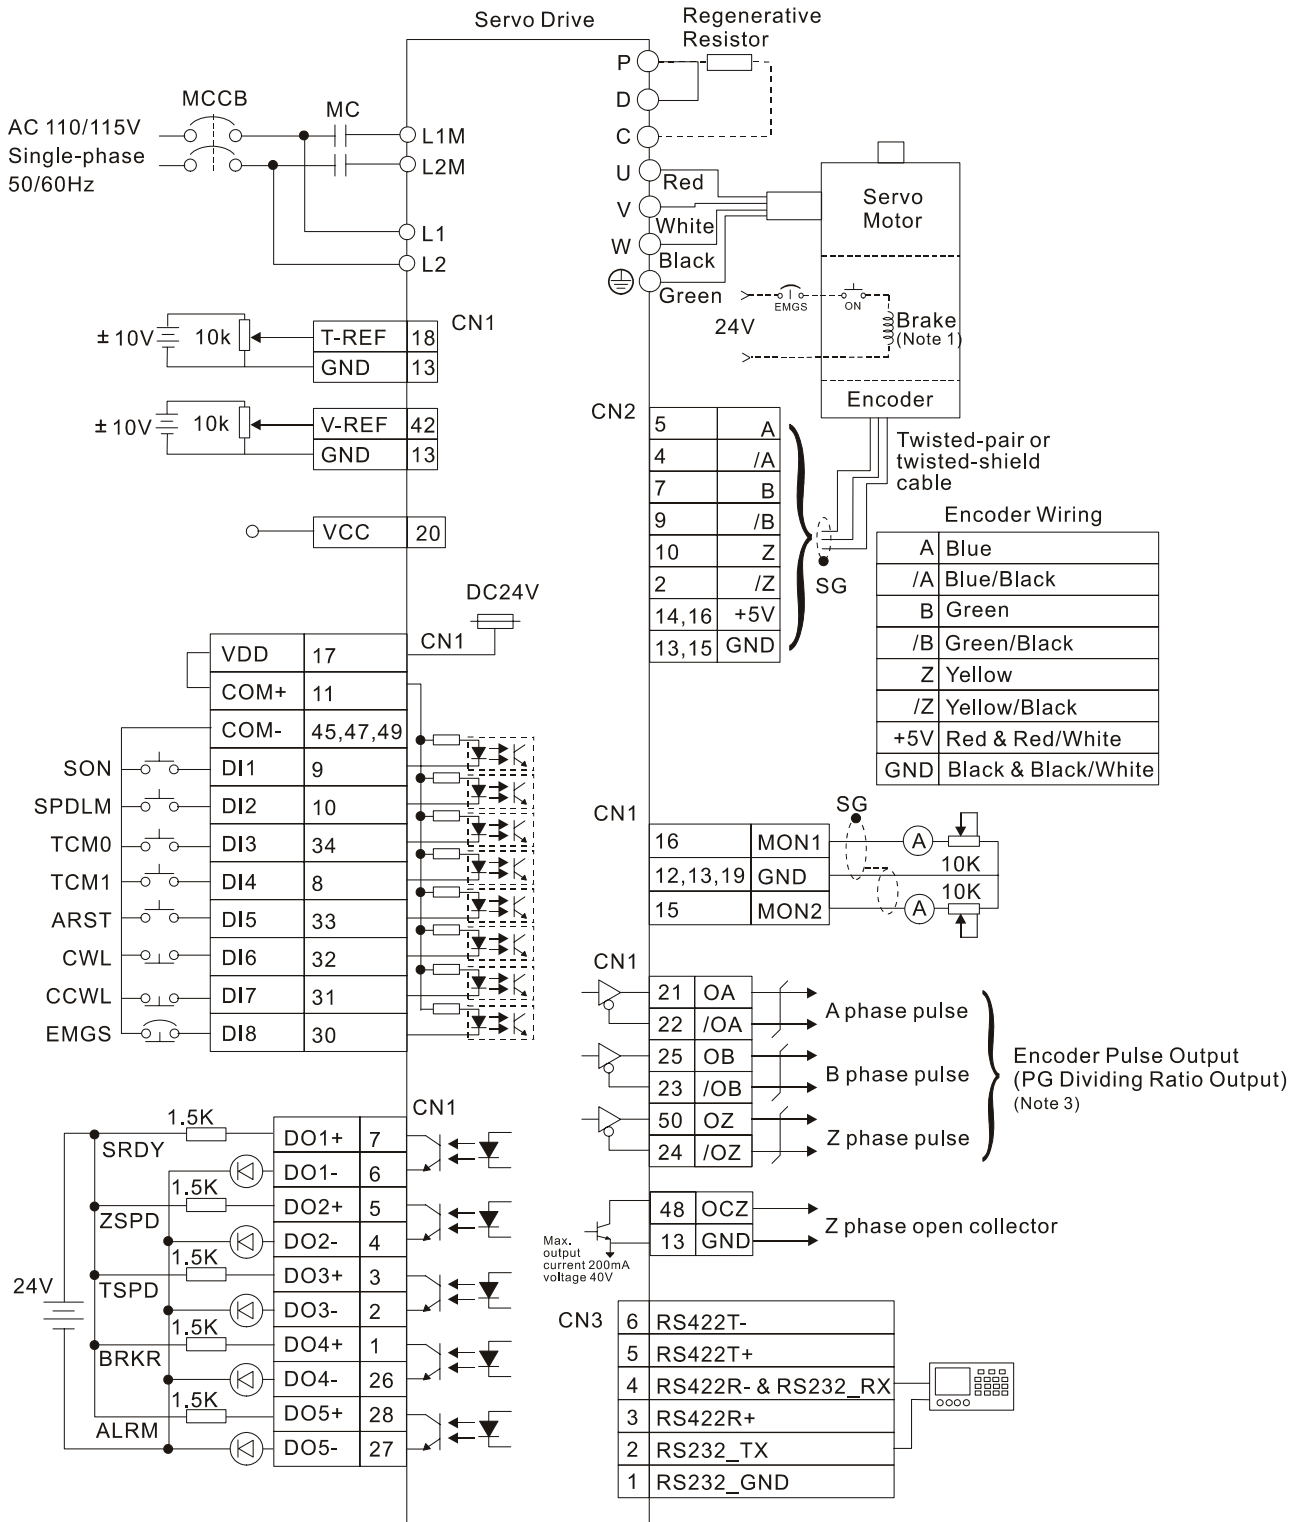 Servo Drive
Regenerative
Resistor
P
D
C
U
V
W
Red
White
Black
Green
MCCB
MC
AC 110/115V
Single-phase
50/60Hz
L1M
L2M
L1
L2
Servo
Motor
EMGS
ON
24V
Brake
(Note 1)
Encoder
CN1
± 10V
10k
T-REF 18
GND 13
± 10V
10k
V-REF 42
GND 13
VCC 20
CN2
5 A
4 /A
7 B
9 /B
10 Z
2 /Z
14,16 +5V
13,15 GND
SG
Twisted-pair or
twisted-shield
cable
Encoder Wiring
A Blue
/A Blue/Black
B Green
/B Green/Black
Z Yellow
/Z Yellow/Black
+5V Red & Red/White
GND Black & Black/White
DC24V
CN1
VDD 17
COM+ 11
COM- 45,47,49
SON DI1 9
SPDLM DI2 10
TCM0 DI3 34
TCM1 DI4 8
ARST DI5 33
CWL DI6 32
CCWL DI7 31
EMGS DI8 30
CN1
SG
16 MON1
12,13,19 GND
15 MON2
A
10K
10K
A
CN1
21 OA
22 /OA
A phase pulse
25 OB
23 /OB
B phase pulse
50 OZ
24 /OZ
Z phase pulse
Encoder Pulse Output
(PG Dividing Ratio Output)
(Note 3)
48 OCZ
13 GND
Z phase open collector
Max.
output
current 200mA
voltage 40V
CN1
24V
SRDY
1.5K
DO1+ 7
DO1- 6
ZSPD
1.5K
DO2+ 5
DO2- 4
TSPD
1.5K
DO3+ 3
DO3- 2
BRKR
1.5K
DO4+ 1
DO4- 26
ALRM
1.5K
DO5+ 28
DO5- 27
CN3
6 RS422T-
5 RS422T+
4 RS422R- & RS232_RX
3 RS422R+
2 RS232_TX
1 RS232_GND